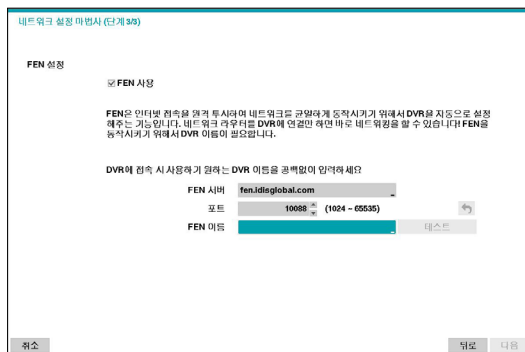 네트워크 설정 마법사 (단계 3/3)
FEN 설정
FEN 사용
FEN은 인터넷 접속을 원격 투시하여 네트워크를 균일하게 동작시키기 위해서 DVR을 자동으로 설정
해주는 기능입니다. 네트워크 라우터를 DVR에 연결만 하면 바로 네트워킹을 할 수 있습니다! FEN을
동작시키기 위해서 DVR 이름이 필요합니다.
DVR에 접속 시 사용하기 원하는 DVR 이름을 공백없이 입력하세요
FEN 서버 fen.idisglobal.com
포트 10088 (1024 ~ 65535)
FEN 이름 테스트
취소 뒤로 다음